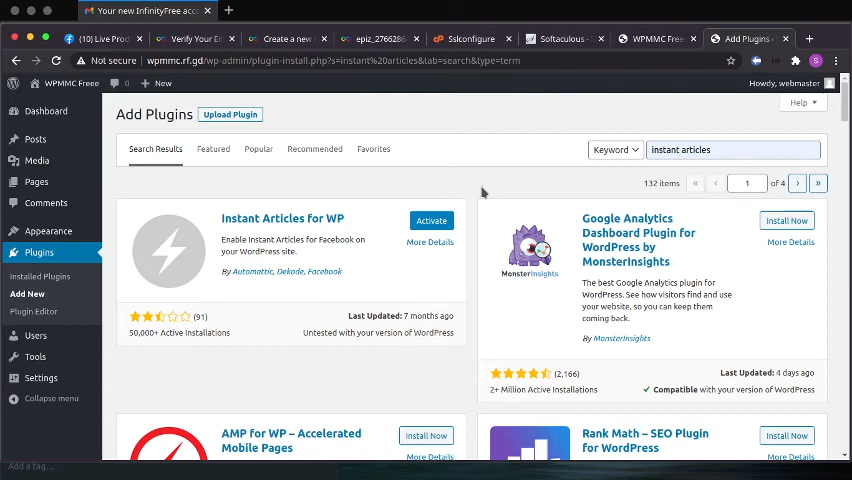 Your new InfinityFree acco
(10) Live Produ
Verify Your Em
Create a new
epiz_2766286
Sslconfigure
Softaculous -
WPMMC Freee
Add Plugins
Not secure
wpmmc.rf.gd/wp-admin/plugin-install.php?s=instant%20articles&tab=search&type=term
S
WPMMC Freee
0
New
Howdy, webmaster
Dashboard
Posts
Media
Pages
Comments
Appearance
Plugins
Installed Plugins
Add New
Plugin Editor
Users
Tools
Settings
Collapse menu
Add a tag...
Help
Add Plugins
Upload Plugin
Search Results
Featured
Popular
Recommended
Favorites
Keyword
instant articles
132 items
«
‹
1
of 4
›
»
Instant Articles for WP
Activate
More Details
Enable Instant Articles for Facebook on
your WordPress site.
By Automattic, Dekode, Facebook
(91)
Last Updated: 7 months ago
50,000+ Active Installations
Untested with your version of WordPress
MonsterInsights
Google Analytics
Dashboard Plugin for
WordPress by
MonsterInsights
Install Now
More Details
The best Google Analytics plugin for
WordPress. See how visitors find and use
your website, so you can keep them
coming back.
By MonsterInsights
(2,166)
Last Updated: 4 days ago
2+ Million Active Installations
Compatible with your version of WordPress
AMP for WP – Accelerated
Mobile Pages
Install Now
More Details
Rank Math – SEO Plugin
for WordPress
Install Now
More Details